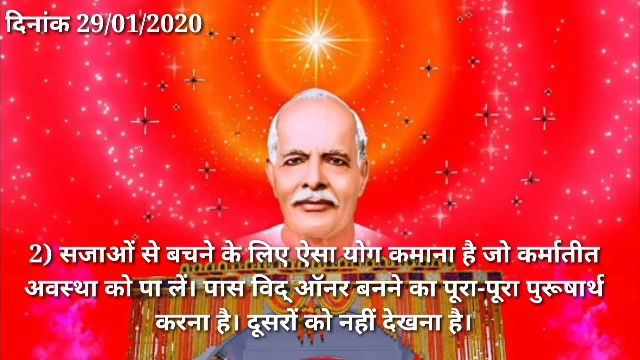 दिनांक 29/01/2020
2) सजाओं से बचने के लिए ऐसा योग कमाना है जो कर्मातीत
अवस्था को पा लें। पास विद् ऑनर बनने का पूरा-पूरा पुरूषार्थ
करना है। दूसरों को नहीं देखना है।